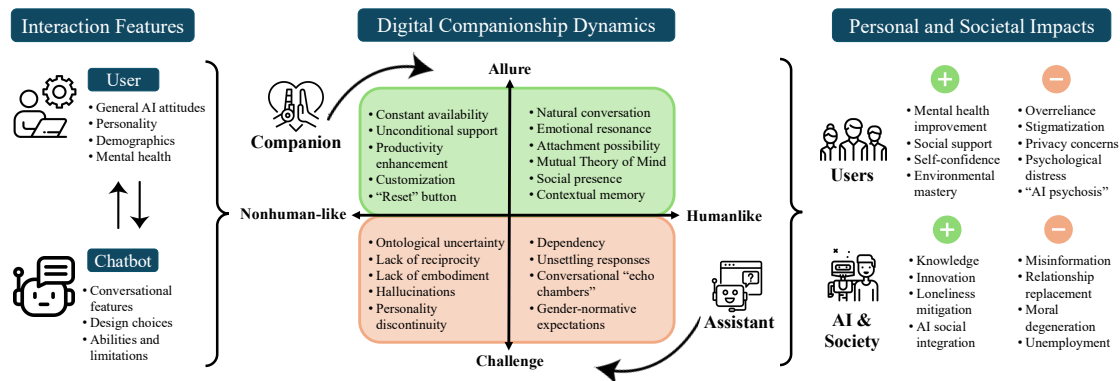 Interaction Features
User
• General AI attitudes
• Personality
• Demographics
• Mental health
Chatbot
• Conversational
features
• Design choices
• Abilities and
limitations
Digital Companionship Dynamics
Allure
Companion
• Constant availability
• Unconditional support
• Productivity
enhancement
• Customization
• “Reset” button
• Natural conversation
• Emotional resonance
• Attachment possibility
• Mutual Theory of Mind
• Social presence
• Contextual memory
Nonhuman-like
Humanlike
• Ontological uncertainty
• Lack of reciprocity
• Lack of embodiment
• Hallucinations
• Personality
discontinuity
• Dependency
• Unsettling responses
• Conversational “echo
chambers”
• Gender-normative
expectations
?
Assistant
Challenge
Personal and Societal Impacts
Users
+
• Mental health
improvement
• Social support
• Self-confidence
• Environmental
mastery
−
• Overreliance
• Stigmatization
• Privacy concerns
• Psychological
distress
• “AI psychosis”
AI &
Society
+
• Knowledge
• Innovation
• Loneliness
mitigation
• AI social
integration
−
• Misinformation
• Relationship
replacement
• Moral
degeneration
• Unemployment